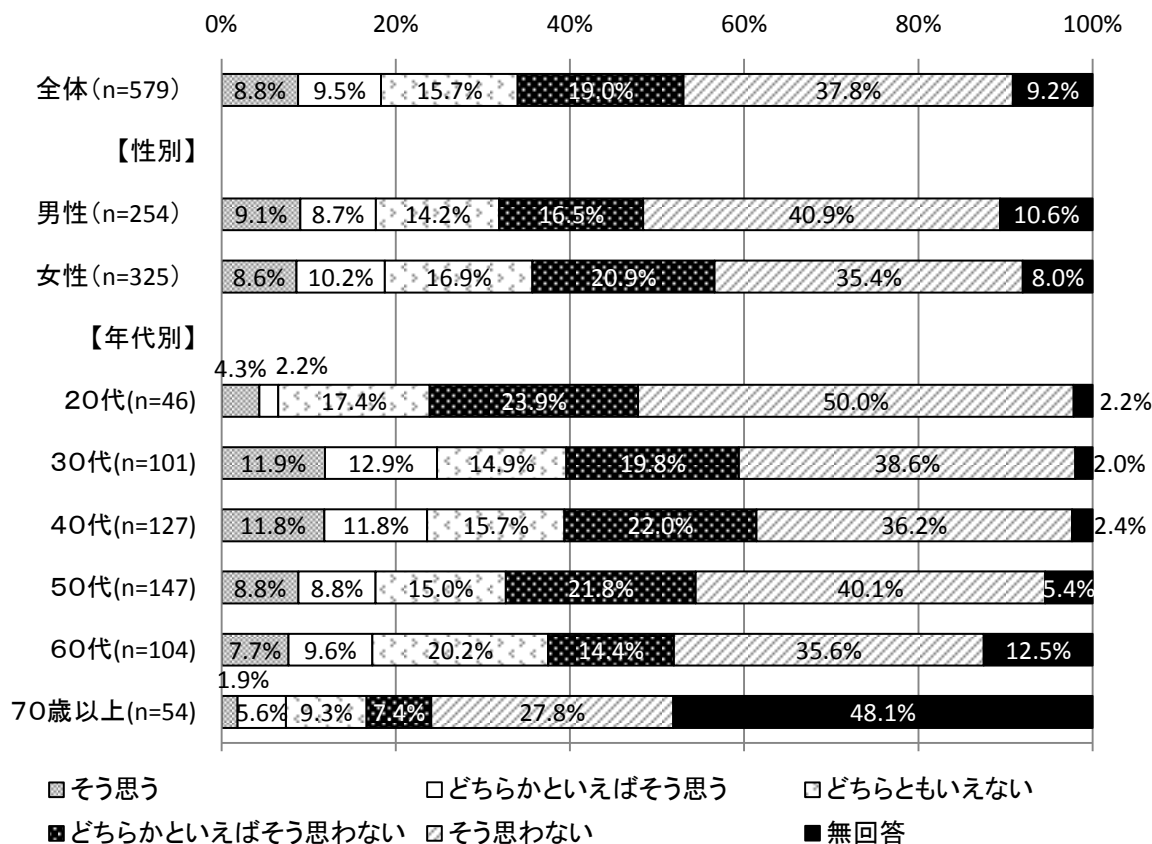 0% 20% 40% 60% 80% 100%
全体（n=579） 8.8% 9.5% 15.7% 19.0% 37.8% 9.2%
【性別】
男性（n=254） 9.1% 8.7% 14.2% 16.5% 40.9% 10.6%
女性（n=325） 8.6% 10.2% 16.9% 20.9% 35.4% 8.0%
【年代別】
4.3% 2.2%
２０代(n=46) 17.4% 23.9% 50.0% 2.2%
３０代(n=101) 11.9% 12.9% 14.9% 19.8% 38.6% 2.0%
４０代(n=127) 11.8% 11.8% 15.7% 22.0% 36.2% 2.4%
５０代(n=147) 8.8% 8.8% 15.0% 21.8% 40.1% 5.4%
６０代(n=104) 7.7% 9.6% 20.2% 14.4% 35.6% 12.5%
1.9%
７０歳以上(n=54) 5.6% 9.3% 7.4% 27.8% 48.1%
そう思う どちらかといえばそう思う どちらともいえない
どちらかといえばそう思わない そう思わない 無回答